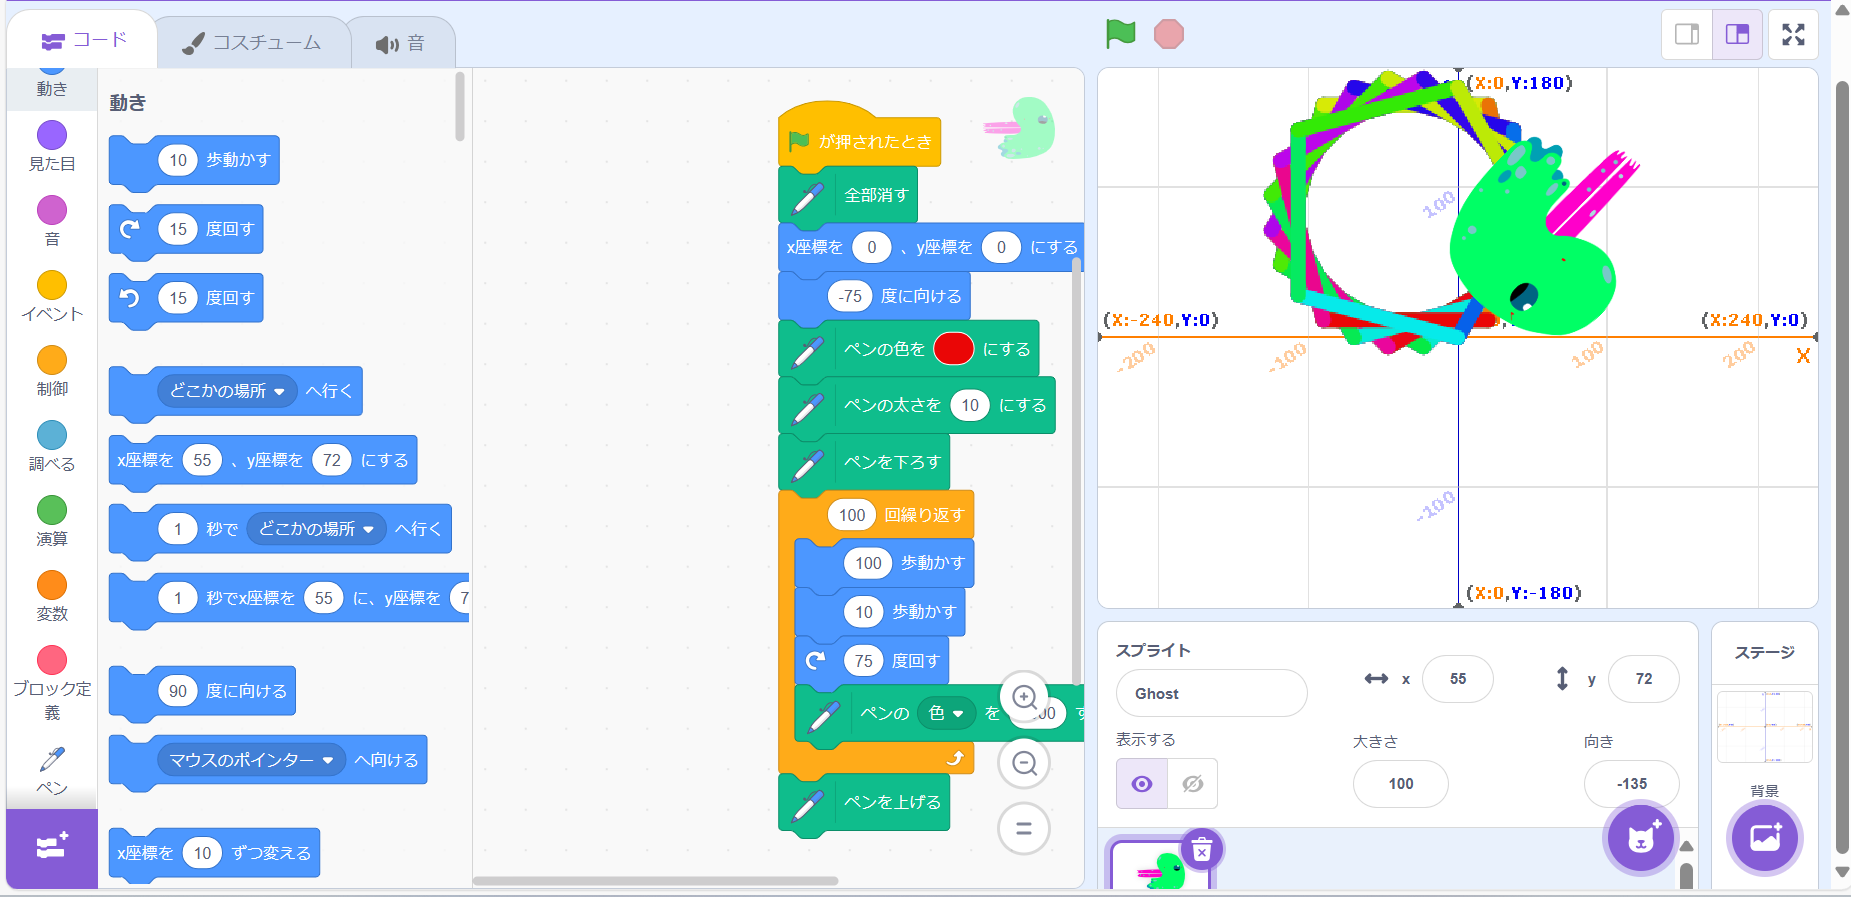 コード
コスチューム
音
動き
見た目
音
イベント
制御
調べる
演算
変数
ブロック定
義
ペン
動き
10 歩動かす
15 度回す
15 度回す
どこかの場所 へ行く
x座標を 55 、y座標を 72 にする
1 秒で どこかの場所 へ行く
1 秒でx座標を 55 に、y座標を 7
90 度に向ける
マウスのポインター へ向ける
x座標を 10 ずつ変える
が押されたとき
全部消す
x座標を 0 、y座標を 0 にする
-75 度に向ける
ペンの色を にする
ペンの太さを 10 にする
ペンを下ろす
100 回繰り返す
100 歩動かす
10 歩動かす
75 度回す
ペンの 色 を
ペンを上げる
(X:0,Y:180)
100
(X:-240,Y:0)
(X:240,Y:0)
-200
-100
100
200
X
-100
(X:0,Y:-180)
スプライト
Ghost
x 55
y 72
表示する
大きさ
100
向き
-135
ステージ
背景